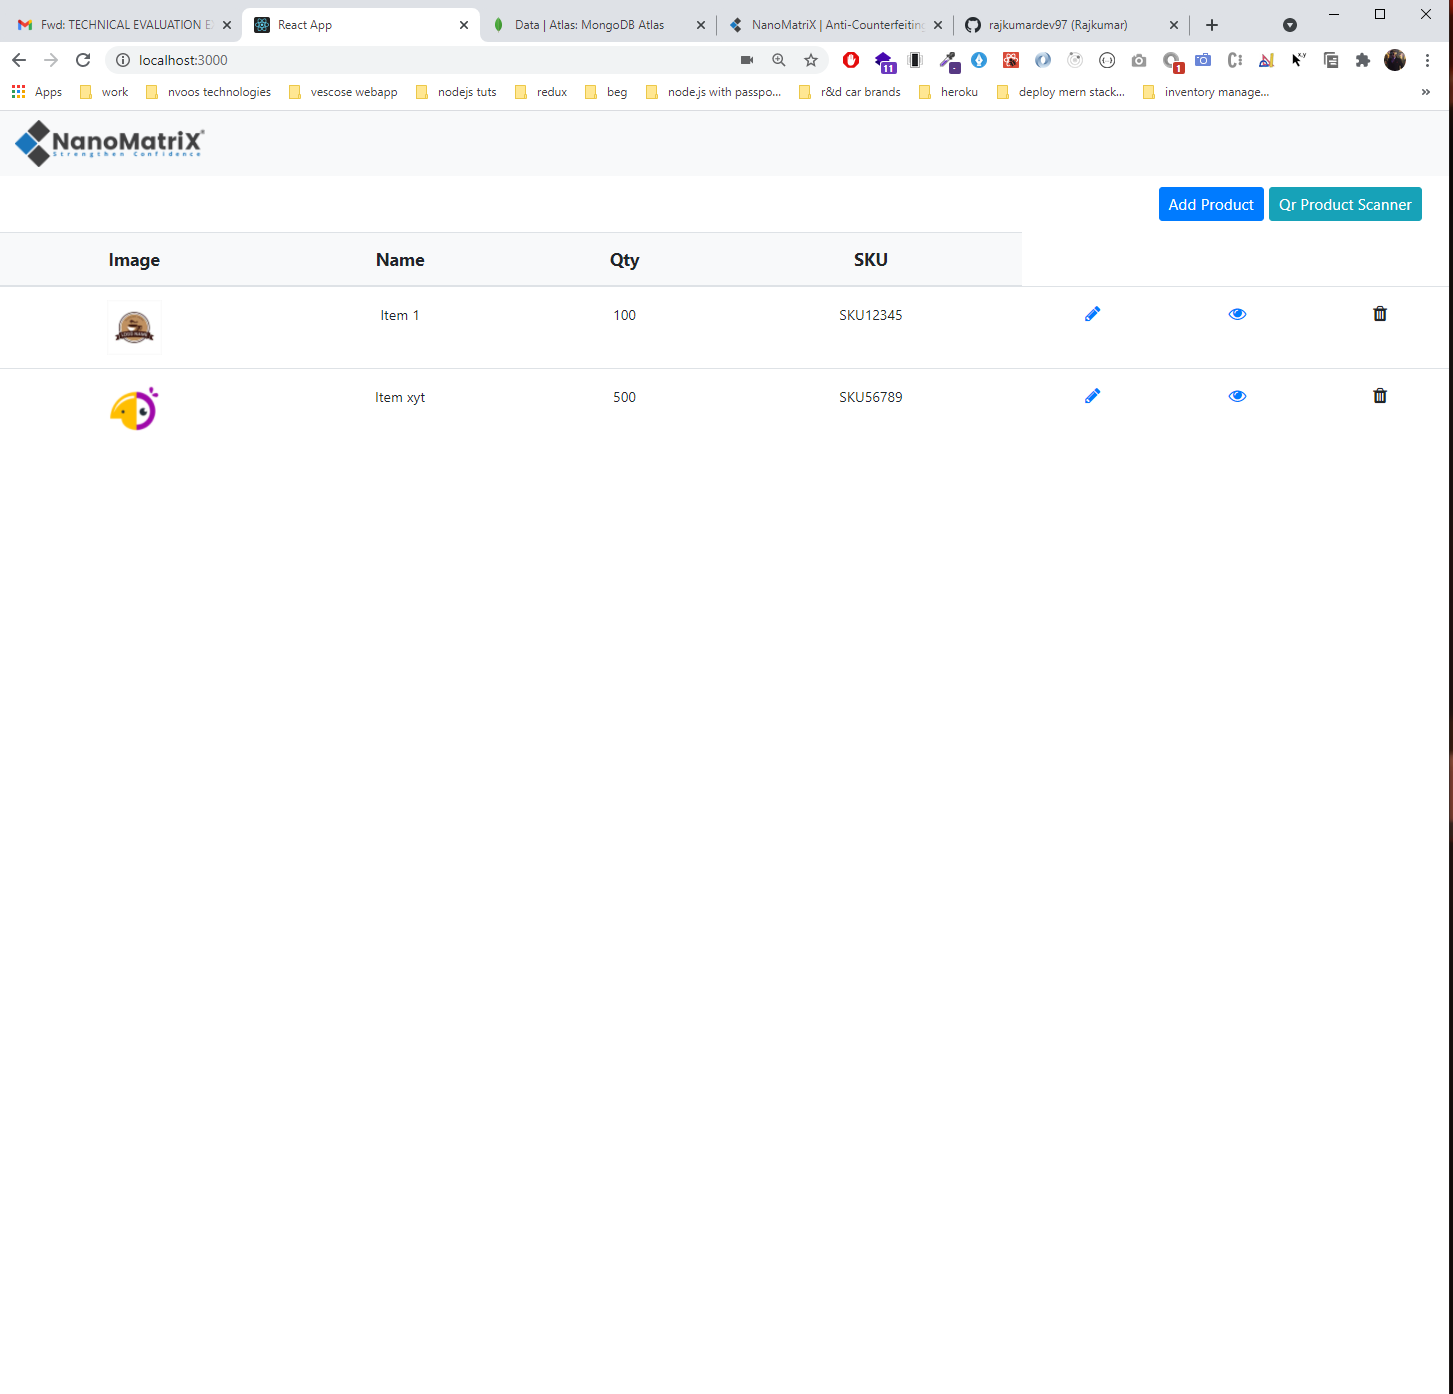 Fwd: TECHNICAL EVALUATION E React App Data | Atlas: MongoDB Atlas NanoMatriX | Anti-Counterfeiting rajkumardev97 (Rajkumar)
localhost:3000 11 - 1 x,y
Apps work nvoos technologies vescose webapp nodejs tuts redux beg node.js with passpo... r&d car brands heroku deploy mern stack... inventory manage... »
NanoMatriX®
Strengthen Confidence
Add Product Qr Product Scanner
Image Name Qty SKU
Item 1 100 SKU12345
Item xyt 500 SKU56789